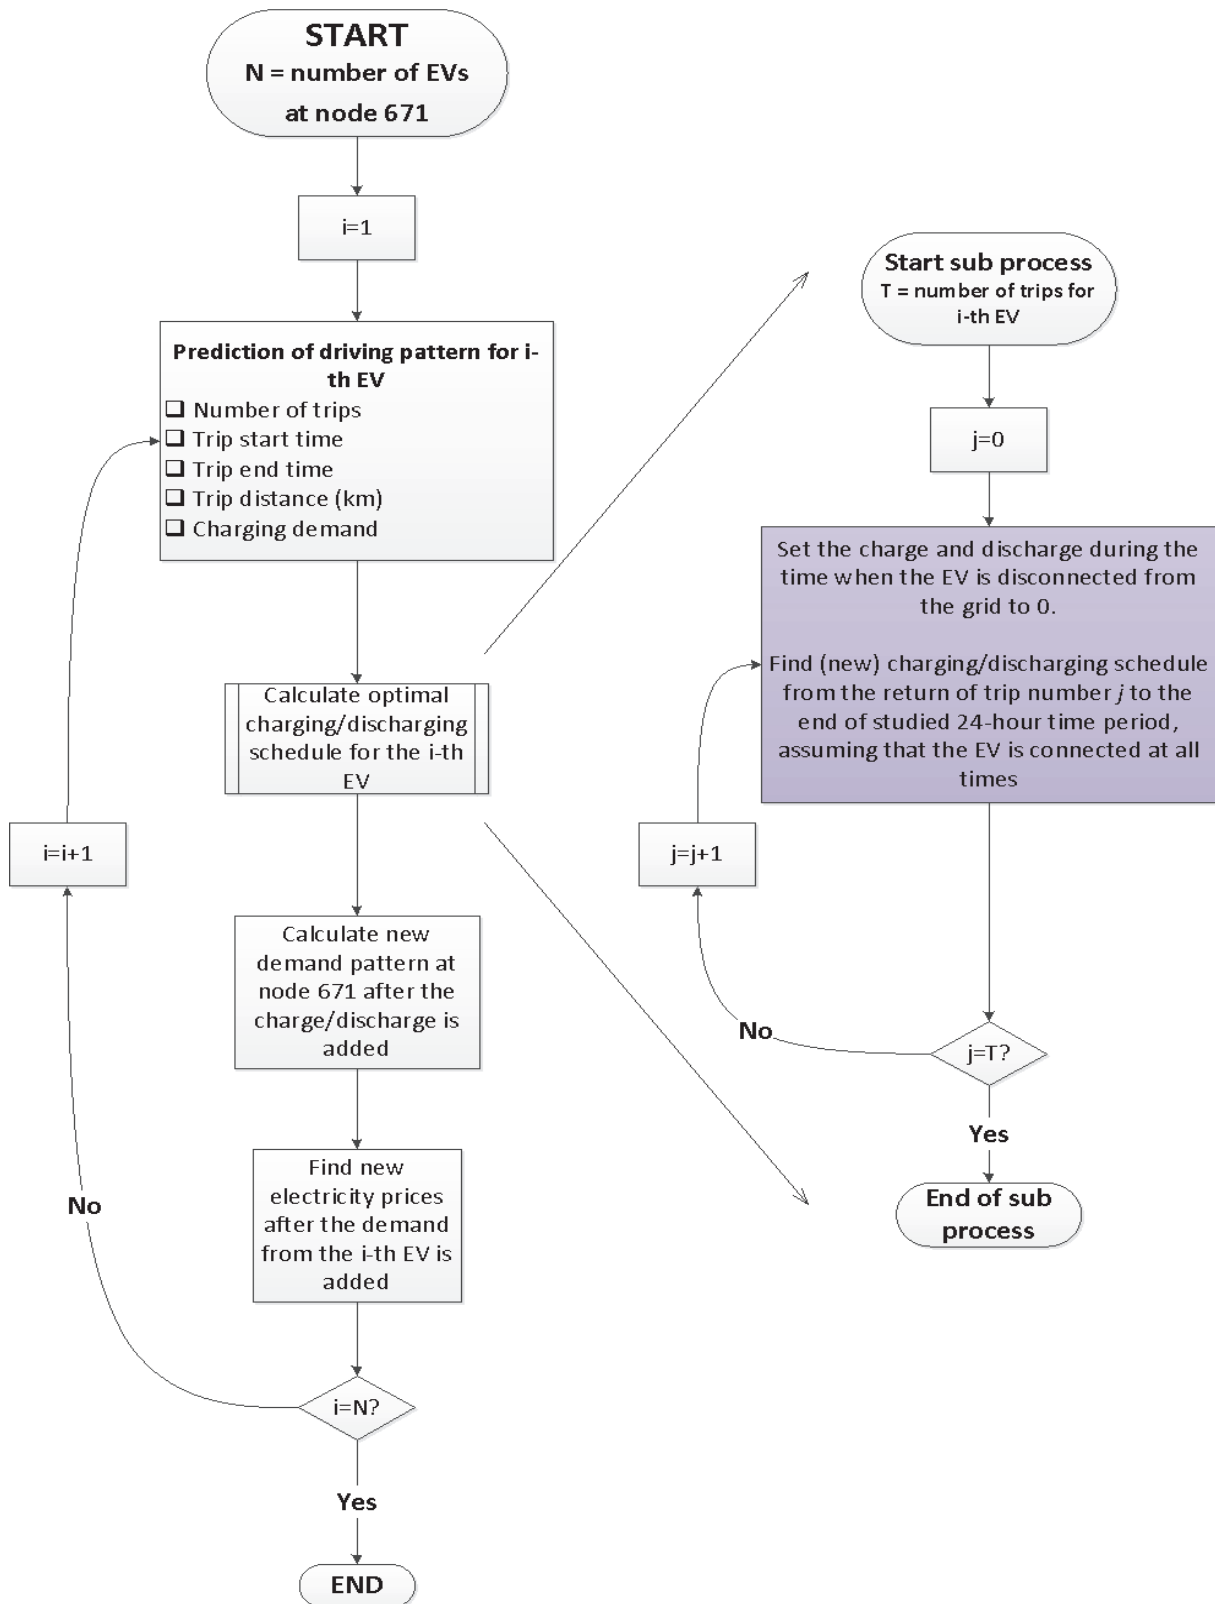 START
N = number of EVs
at node 671
i=1
Prediction of driving pattern for i-
th EV
Number of trips
Trip start time
Trip end time
Trip distance (km)
Charging demand
Calculate optimal
charging/discharging
schedule for the i-th
EV
i=i+1
Calculate new
demand pattern at
node 671 after the
charge/discharge is
added
Find new
electricity prices
after the demand
from the i-th EV is
added
No
i=N?
Yes
END
Start sub process
T = number of trips for
i-th EV
j=0
Set the charge and discharge during the
time when the EV is disconnected from
the grid to 0.
Find (new) charging/discharging schedule
from the return of trip number j to the
end of studied 24-hour time period,
assuming that the EV is connected at all
times
j=j+1
No
j=T?
Yes
End of sub
process